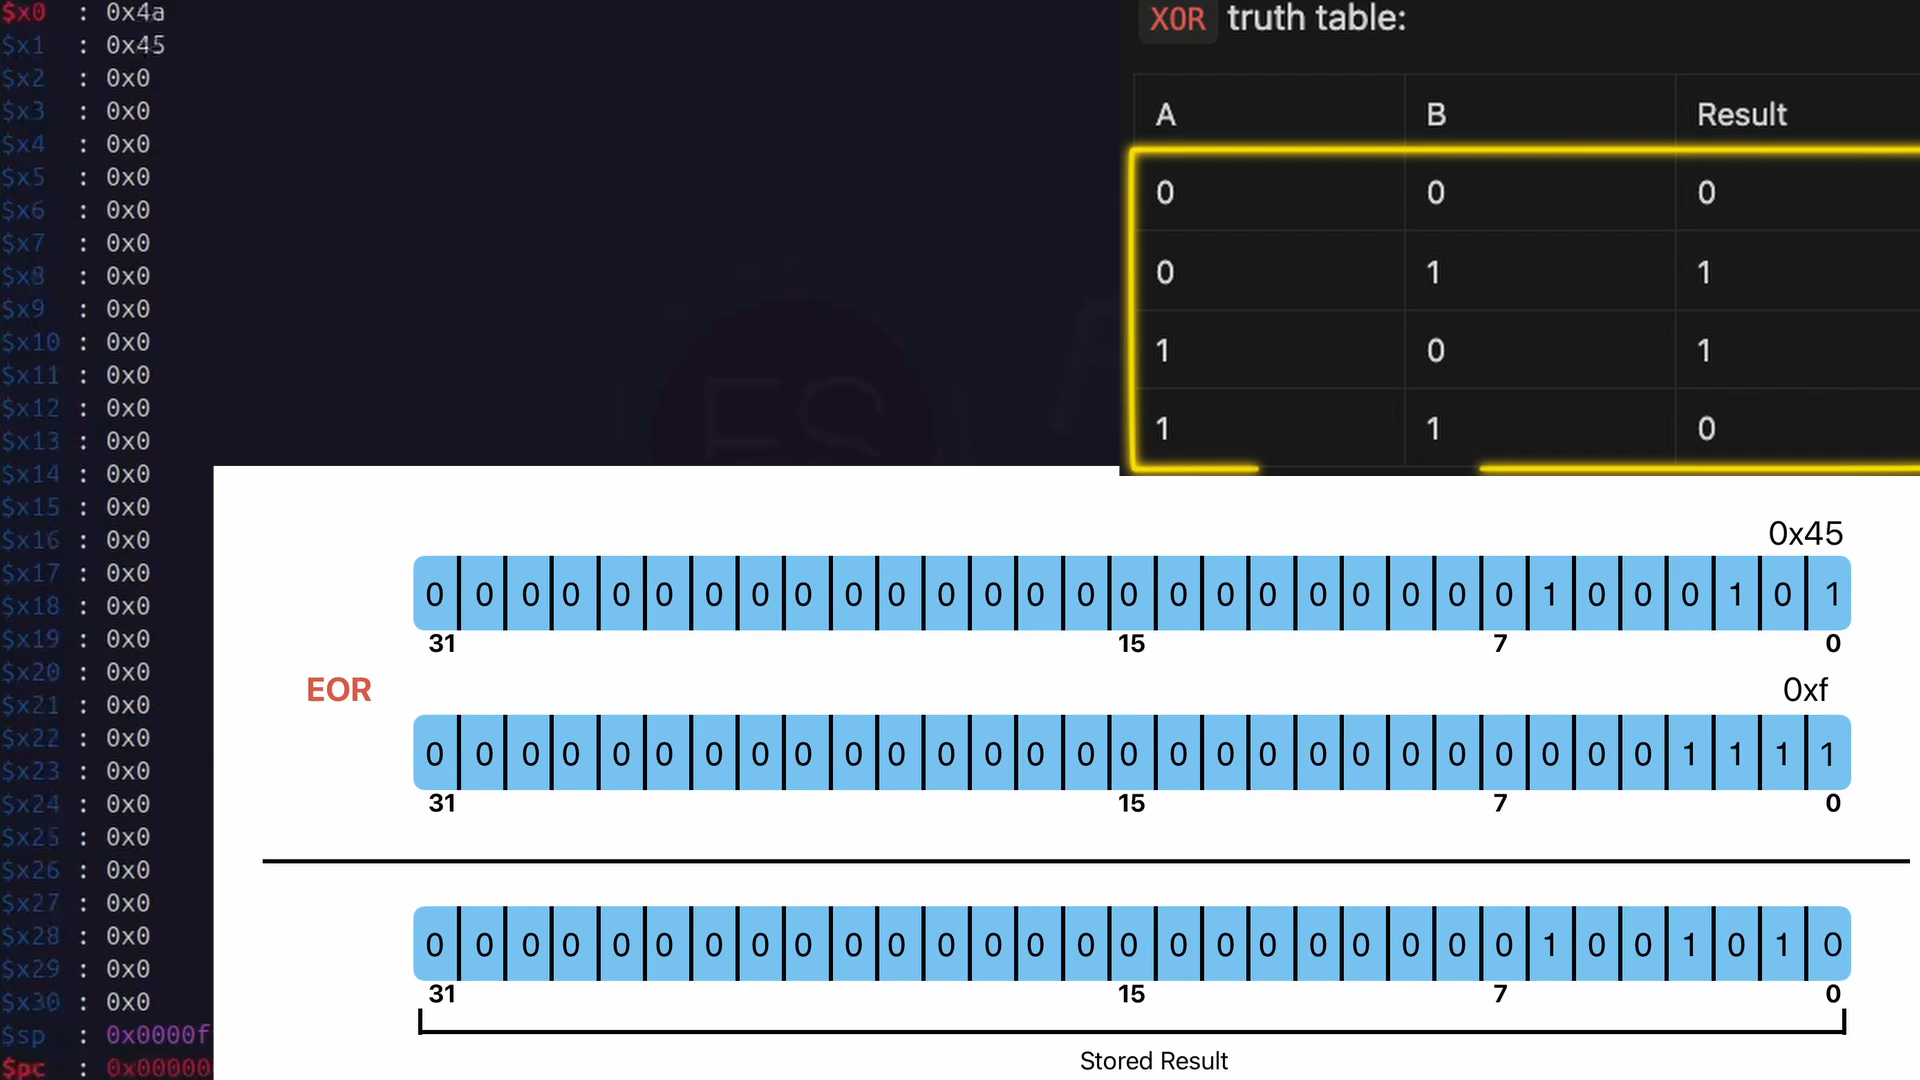 $x0 : 0x4a
$x1 : 0x45
$x2 : 0x0
$x3 : 0x0
$x4 : 0x0
$x5 : 0x0
$x6 : 0x0
$x7 : 0x0
$x8 : 0x0
$x9 : 0x0
$x10 : 0x0
$x11 : 0x0
$x12 : 0x0
$x13 : 0x0
$x14 : 0x0
$x15 : 0x0
$x16 : 0x0
$x17 : 0x0
$x18 : 0x0
$x19 : 0x0
$x20 : 0x0
$x21 : 0x0
$x22 : 0x0
$x23 : 0x0
$x24 : 0x0
$x25 : 0x0
$x26 : 0x0
$x27 : 0x0
$x28 : 0x0
$x29 : 0x0
$x30 : 0x0
$sp : 0x0000f
$pc : 0x00000
XOR truth table:
A B Result
0 0 0
0 1 1
1 0 1
1 1 0
ES
0x45
0 0 0 0 0 0 0 0 0 0 0 0 0 0 0 0 0 0 0 0 0 0 0 0 1 0 0 0 1 0 1
31 15 7 0
EOR
0xf
0 0 0 0 0 0 0 0 0 0 0 0 0 0 0 0 0 0 0 0 0 0 0 0 0 0 0 1 1 1 1
31 15 7 0
0 0 0 0 0 0 0 0 0 0 0 0 0 0 0 0 0 0 0 0 0 0 0 0 1 0 0 1 0 1 0
31 15 7 0
Stored Result